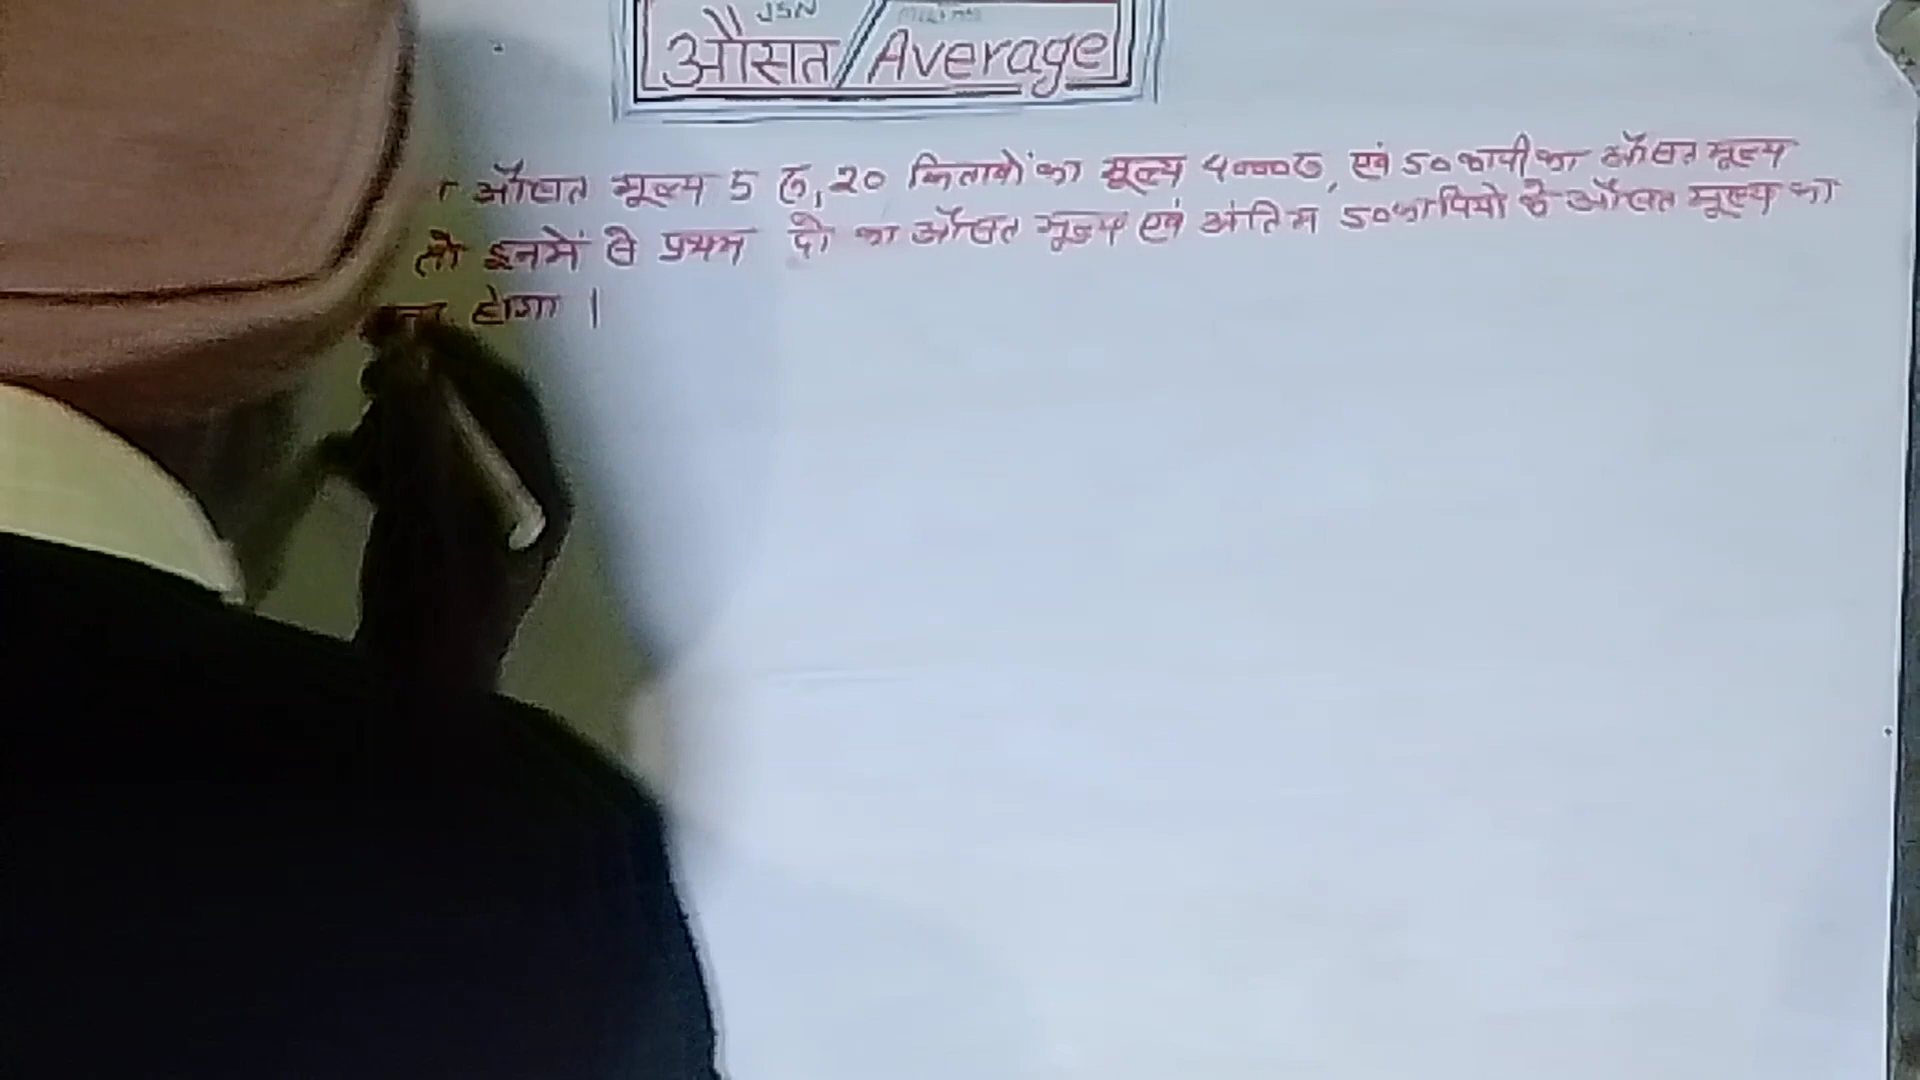 JSN
औसत/Average
औसत मूल्य 5 रु, 20 किताबों का मूल्य 4000रु, एवं 50 कापी का औसत मूल्य
तो इनमें से प्रथम दो का औसत मूल्य एवं अंतिम 50 कापियो के औसत मूल्य का
होगा।